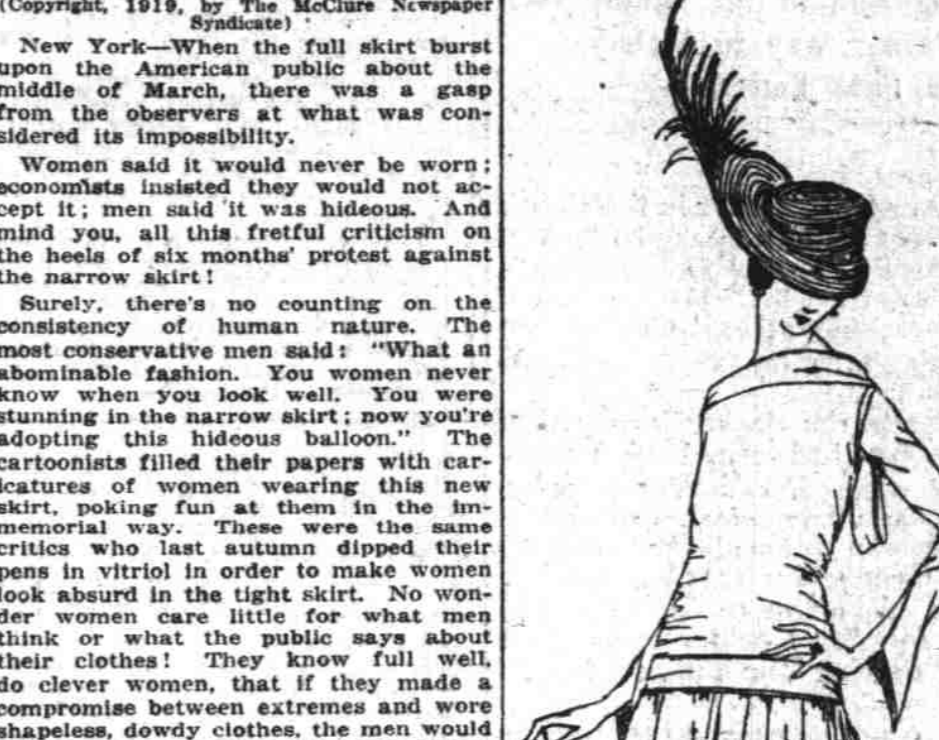 (Copyright, 1919, by The McClure Newspaper
Syndicate)
New York—When the full skirt burst
upon the American public about the
middle of March, there was a gasp
from the observers at what was con-
sidered its impossibility.
Women said it would never be worn;
economists insisted they would not ac-
cept it; men said it was hideous. And
mind you, all this fretful criticism on
the heels of six months' protest against
the narrow skirt!
Surely, there's no counting on the
consistency of human nature. The
most conservative men said: "What an
abominable fashion. You women never
know when you look well. You were
stunning in the narrow skirt; now you're
adopting this hideous balloon." The
cartoonists filled their papers with car-
icatures of women wearing this new
skirt, poking fun at them in the im-
memorial way. These were the same
critics who last autumn dipped their
pens in vitriol in order to make women
look absurd in the tight skirt. No won-
der women care little for what men
think or what the public says about
their clothes! They know full well,
do clever women, that if they made a
compromise between extremes and wore
shapeless, dowdy clothes, the men would